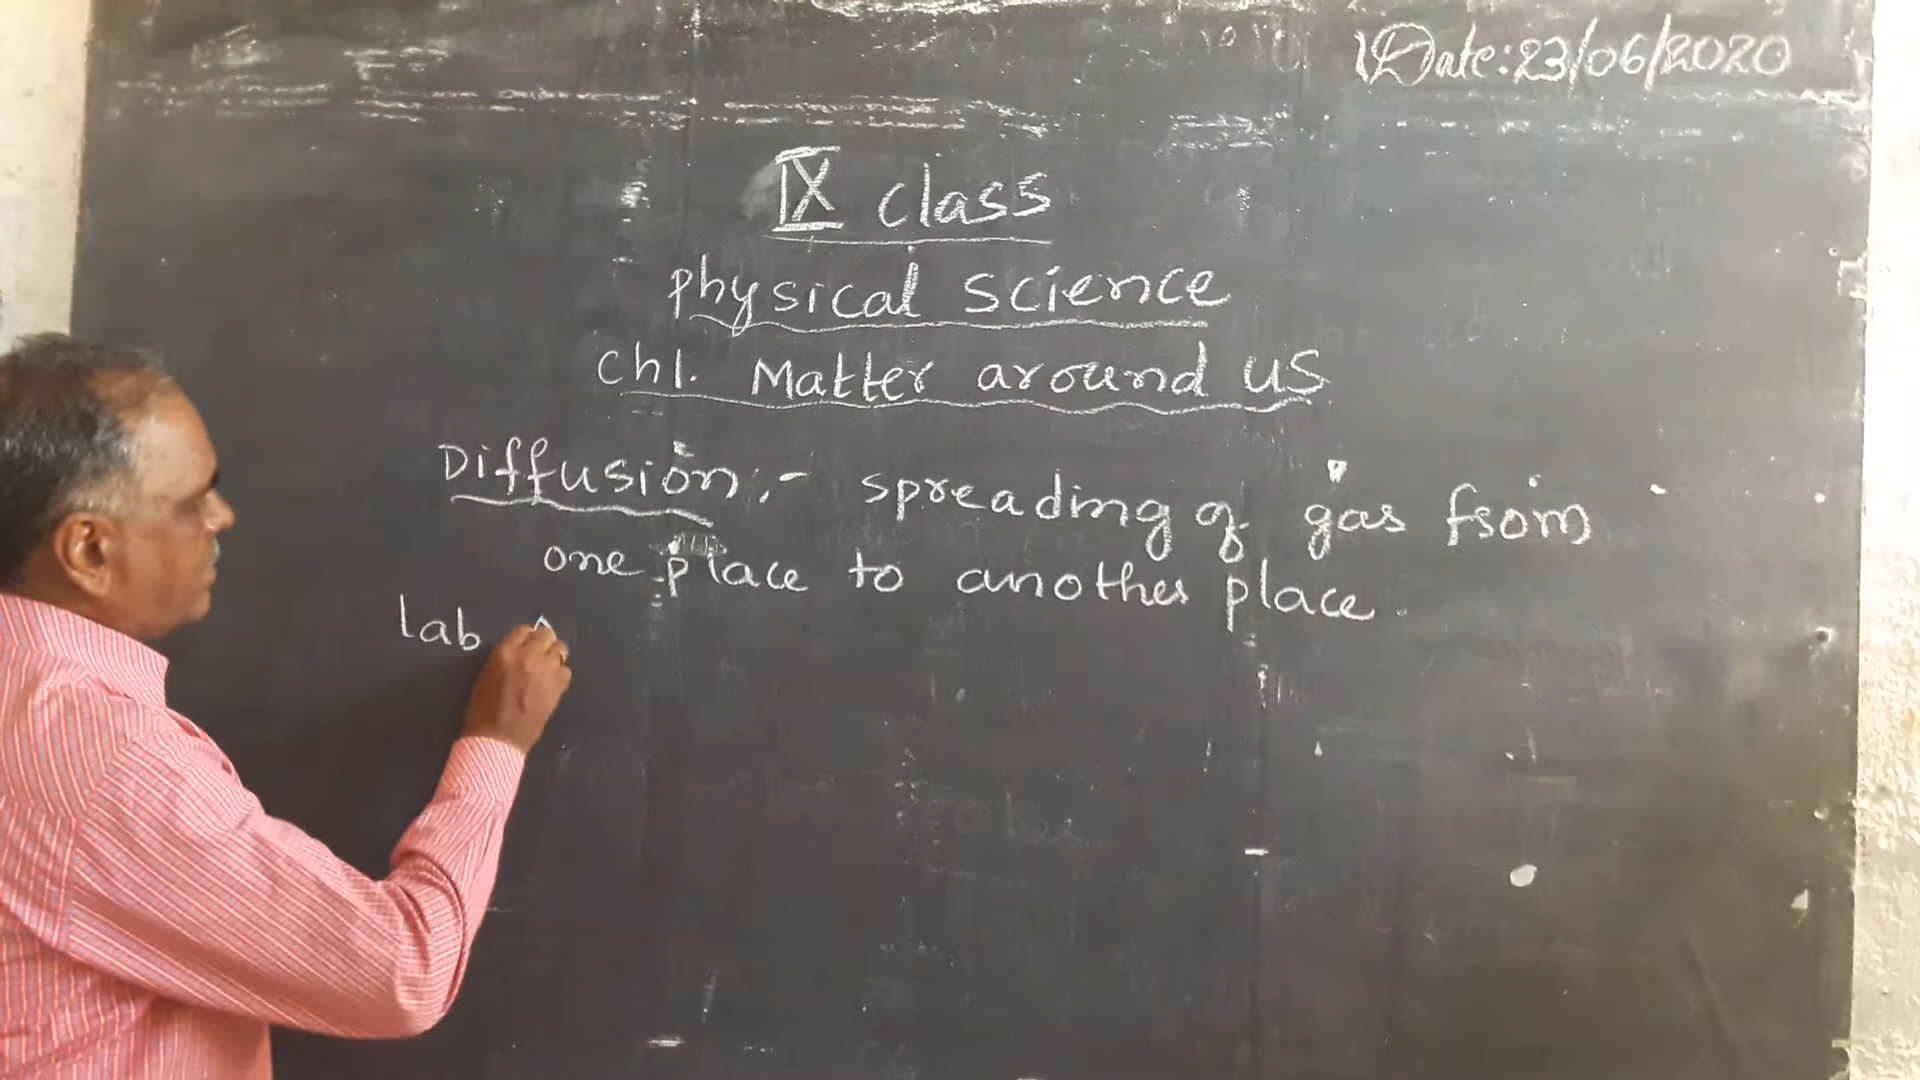 Date: 23/06/2020
IX class
physical science
ch1. Matter around us
Diffusion:- spreading of gas from
one place to another place.
lab